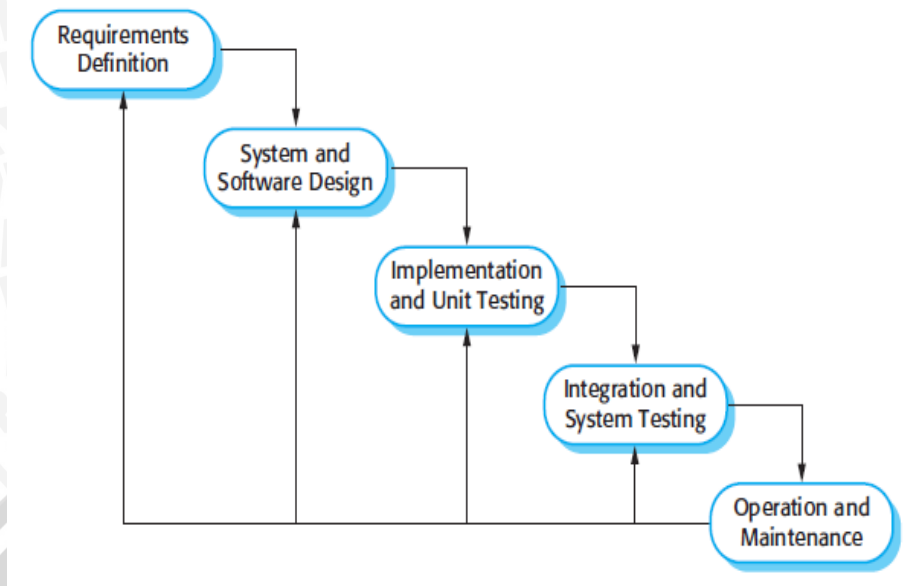 Requirements
Definition
System and
Software Design
Implementation
and Unit Testing
Integration and
System Testing
Operation and
Maintenance